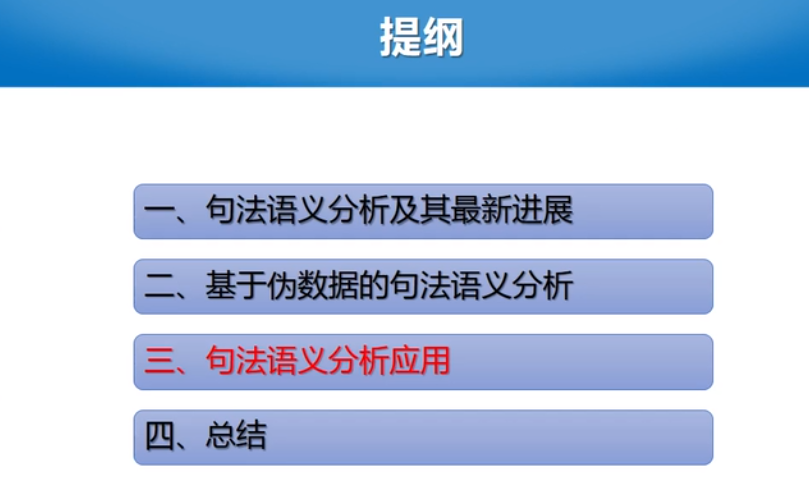 提纲
一、句法语义分析及其最新进展
二、基于伪数据的句法语义分析
三、句法语义分析应用
四、总结